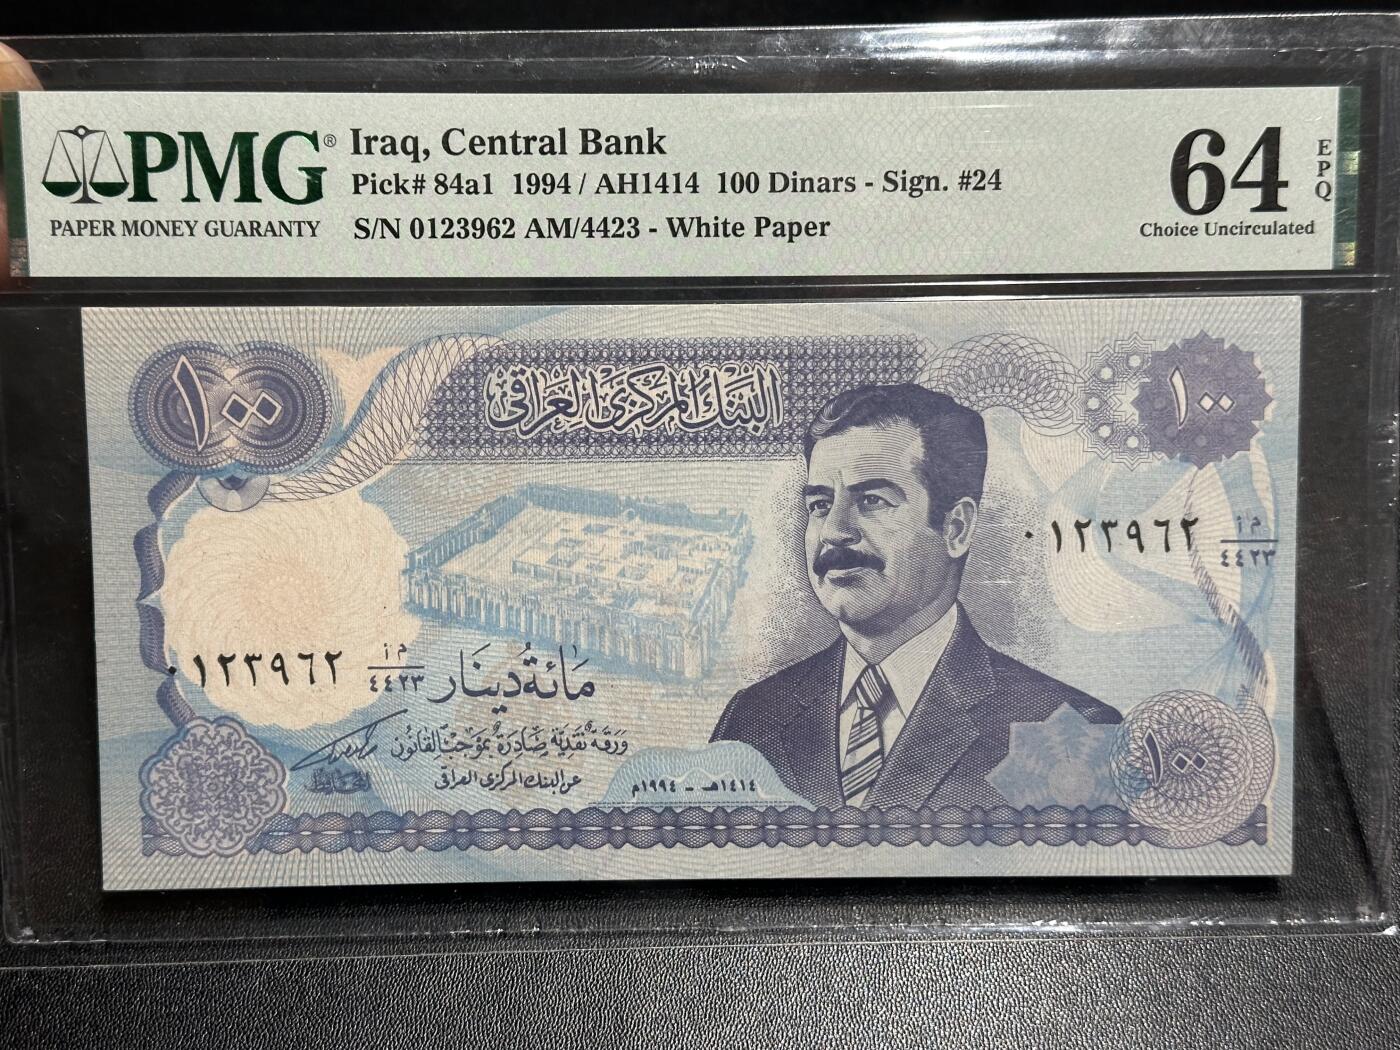 PMG® Iraq, Central Bank 64 EPQ
Pick# 84a1 1994 / AH1414 100 Dinars - Sign. #24
PAPER MONEY GUARANTY S/N 0123962 AM/4423 - White Paper Choice Uncirculated
١٠٠ البنك المركزي العراقي ١٠٠
٠١٢٣٩٦٢ م أ
٤٤٢٣
٠١٢٣٩٦٢ م أ
٤٤٢٣
مائة دينار
ورقة نقدية صادرة بموجب القانون
عن البنك المركزي العراقي
المحافظ
١٤١٤هـ - ١٩٩٤م
١٠٠